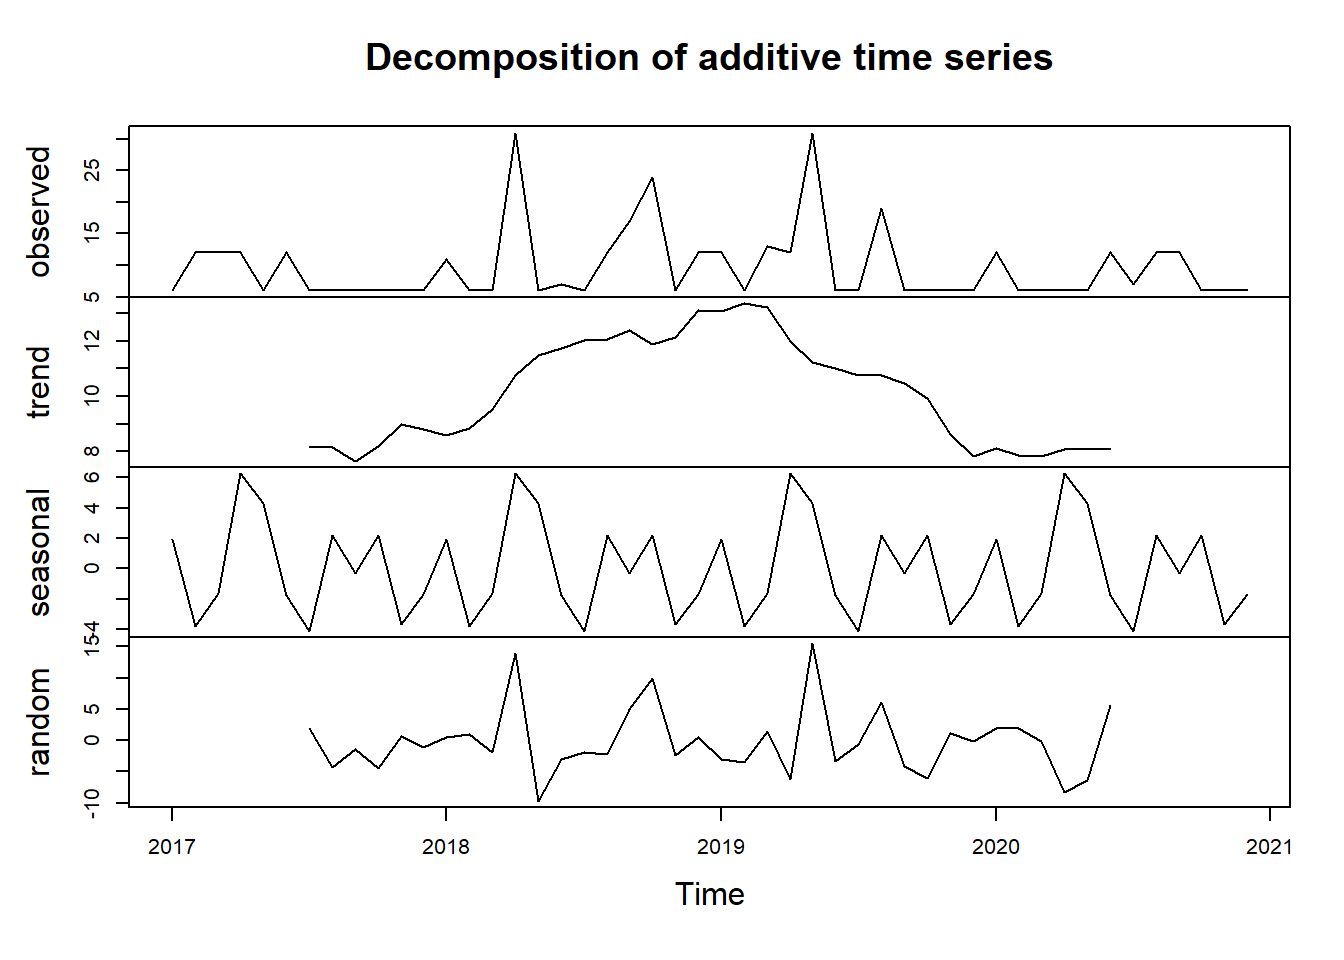 Decomposition of additive time series
observed
5 15 25
trend
8 10 12
seasonal
-4 0 2 4 6
random
-10 0 5 15
2017 2018 2019 2020 2021
Time